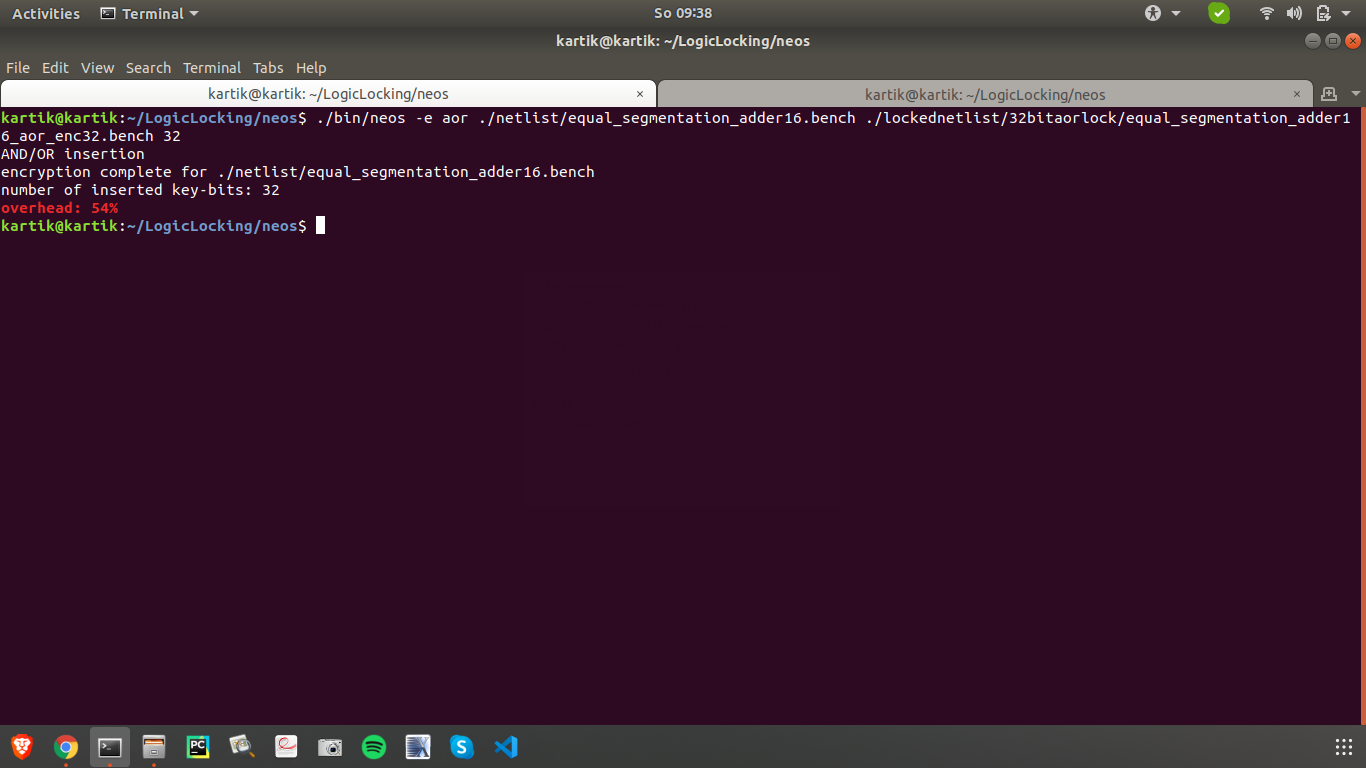 Activities Terminal So 09:38
kartik@kartik: ~/LogicLocking/neos
File Edit View Search Terminal Tabs Help
kartik@kartik: ~/LogicLocking/neos × kartik@kartik: ~/LogicLocking/neos ×
kartik@kartik:~/LogicLocking/neos$ ./bin/neos -e aor ./netlist/equal_segmentation_adder16.bench ./lockednetlist/32bitaorlock/equal_segmentation_adder1
6_aor_enc32.bench 32
AND/OR insertion
encryption complete for ./netlist/equal_segmentation_adder16.bench
number of inserted key-bits: 32
overhead: 54%
kartik@kartik:~/LogicLocking/neos$
PC